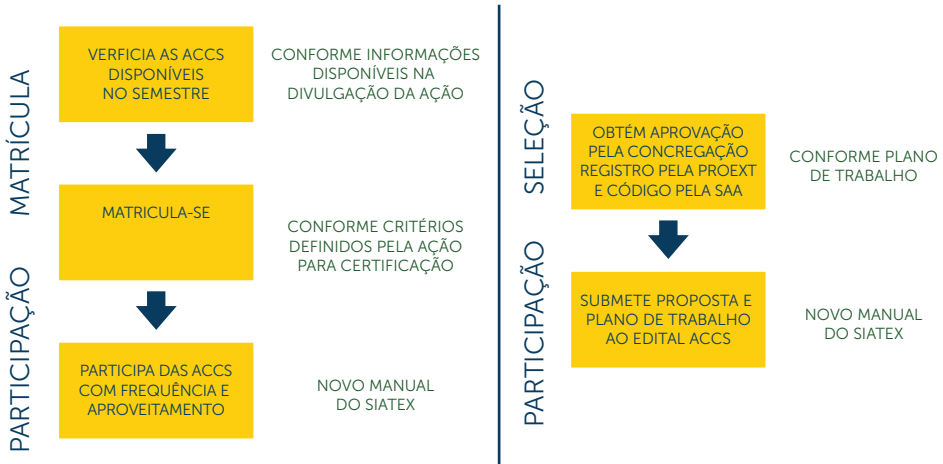 MATRÍCULA
VERFICIA AS ACCS
DISPONÍVEIS
NO SEMESTRE
CONFORME INFORMAÇÕES
DISPONÍVEIS NA
DIVULGAÇÃO DA AÇÃO
MATRICULA-SE
CONFORME CRITÉRIOS
DEFINIDOS PELA AÇÃO
PARA CERTIFICAÇÃO
PARTICIPAÇÃO
PARTICIPA DAS ACCS
COM FREQUÊNCIA E
APROVEITAMENTO
NOVO MANUAL
DO SIATEX
SELEÇÃO
OBTÉM APROVAÇÃO
PELA CONCREGAÇÃO
REGISTRO PELA PROEXT
E CÓDIGO PELA SAA
CONFORME PLANO
DE TRABALHO
PARTICIPAÇÃO
SUBMETE PROPOSTA E
PLANO DE TRABALHO
AO EDITAL ACCS
NOVO MANUAL
DO SIATEX